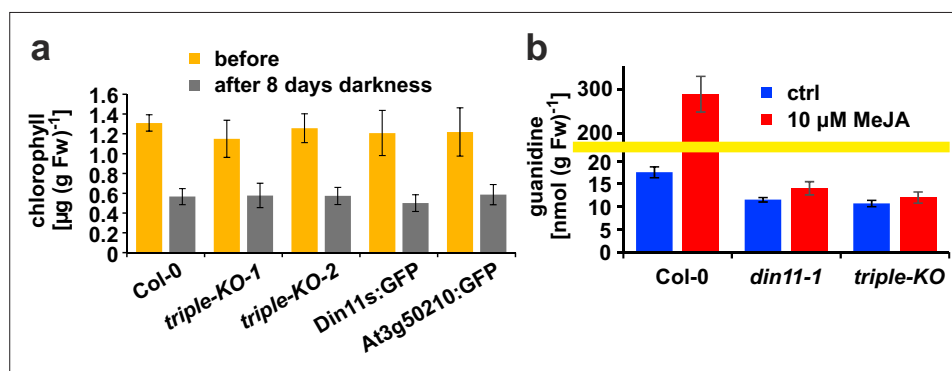 a
before
after 8 days darkness
chlorophyll
[µg (g Fw)-1]
1.6
1.4
1.2
1.0
0.8
0.6
0.4
0.2
0
Col-0
triple-KO-1
triple-KO-2
Din11s:GFP
At3g50210:GFP
b
ctrl
10 µM MeJA
guanidine
[nmol (g Fw)-1]
300
200
20
15
10
5
0
Col-0
din11-1
triple-KO